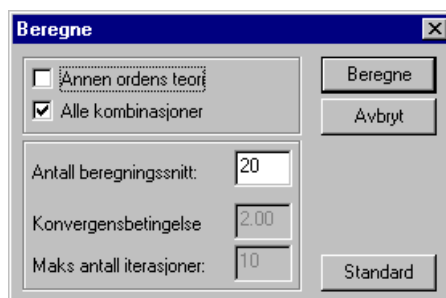 Beregne
Annen ordens teori
Alle kombinasjoner
Beregne
Avbryt
Antall beregningssnitt: 20
Konvergensbetingelse 2.00
Maks antall iterasjoner: 10
Standard